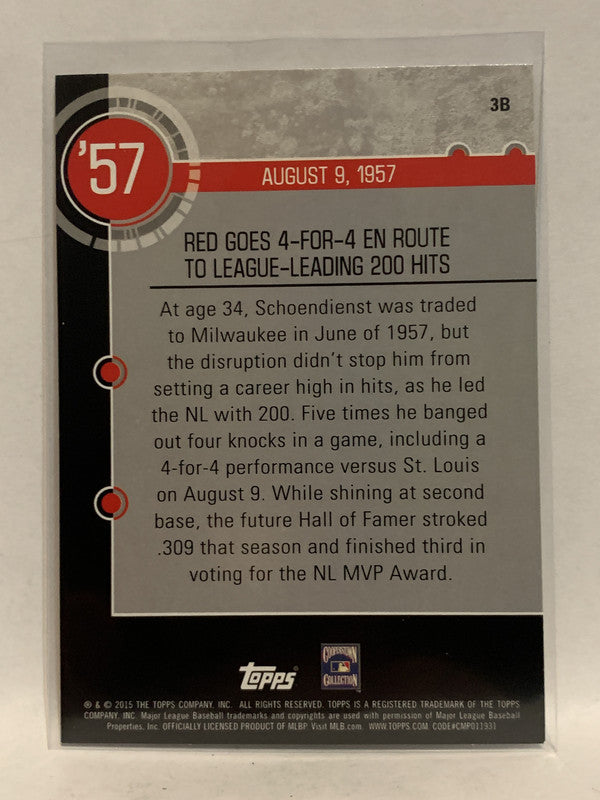 3B
'57
AUGUST 9, 1957
RED GOES 4-FOR-4 EN ROUTE
TO LEAGUE-LEADING 200 HITS
At age 34, Schoendienst was traded
to Milwaukee in June of 1957, but
the disruption didn't stop him from
setting a career high in hits, as he led
the NL with 200. Five times he banged
out four knocks in a game, including a
4-for-4 performance versus St. Louis
on August 9. While shining at second
base, the future Hall of Famer stroked
.309 that season and finished third in
voting for the NL MVP Award.
topps
COOPERSTOWN
COLLECTION
® & © 2015 THE TOPPS COMPANY, INC. ALL RIGHTS RESERVED. TOPPS IS A REGISTERED TRADEMARK OF THE TOPPS
COMPANY, INC. Major League Baseball trademarks and copyrights are used with permission of Major League Baseball
Properties, Inc. OFFICIALLY LICENSED PRODUCT OF MLBP. Visit MLB.com. WWW.TOPPS.COM CODE#CMP011931